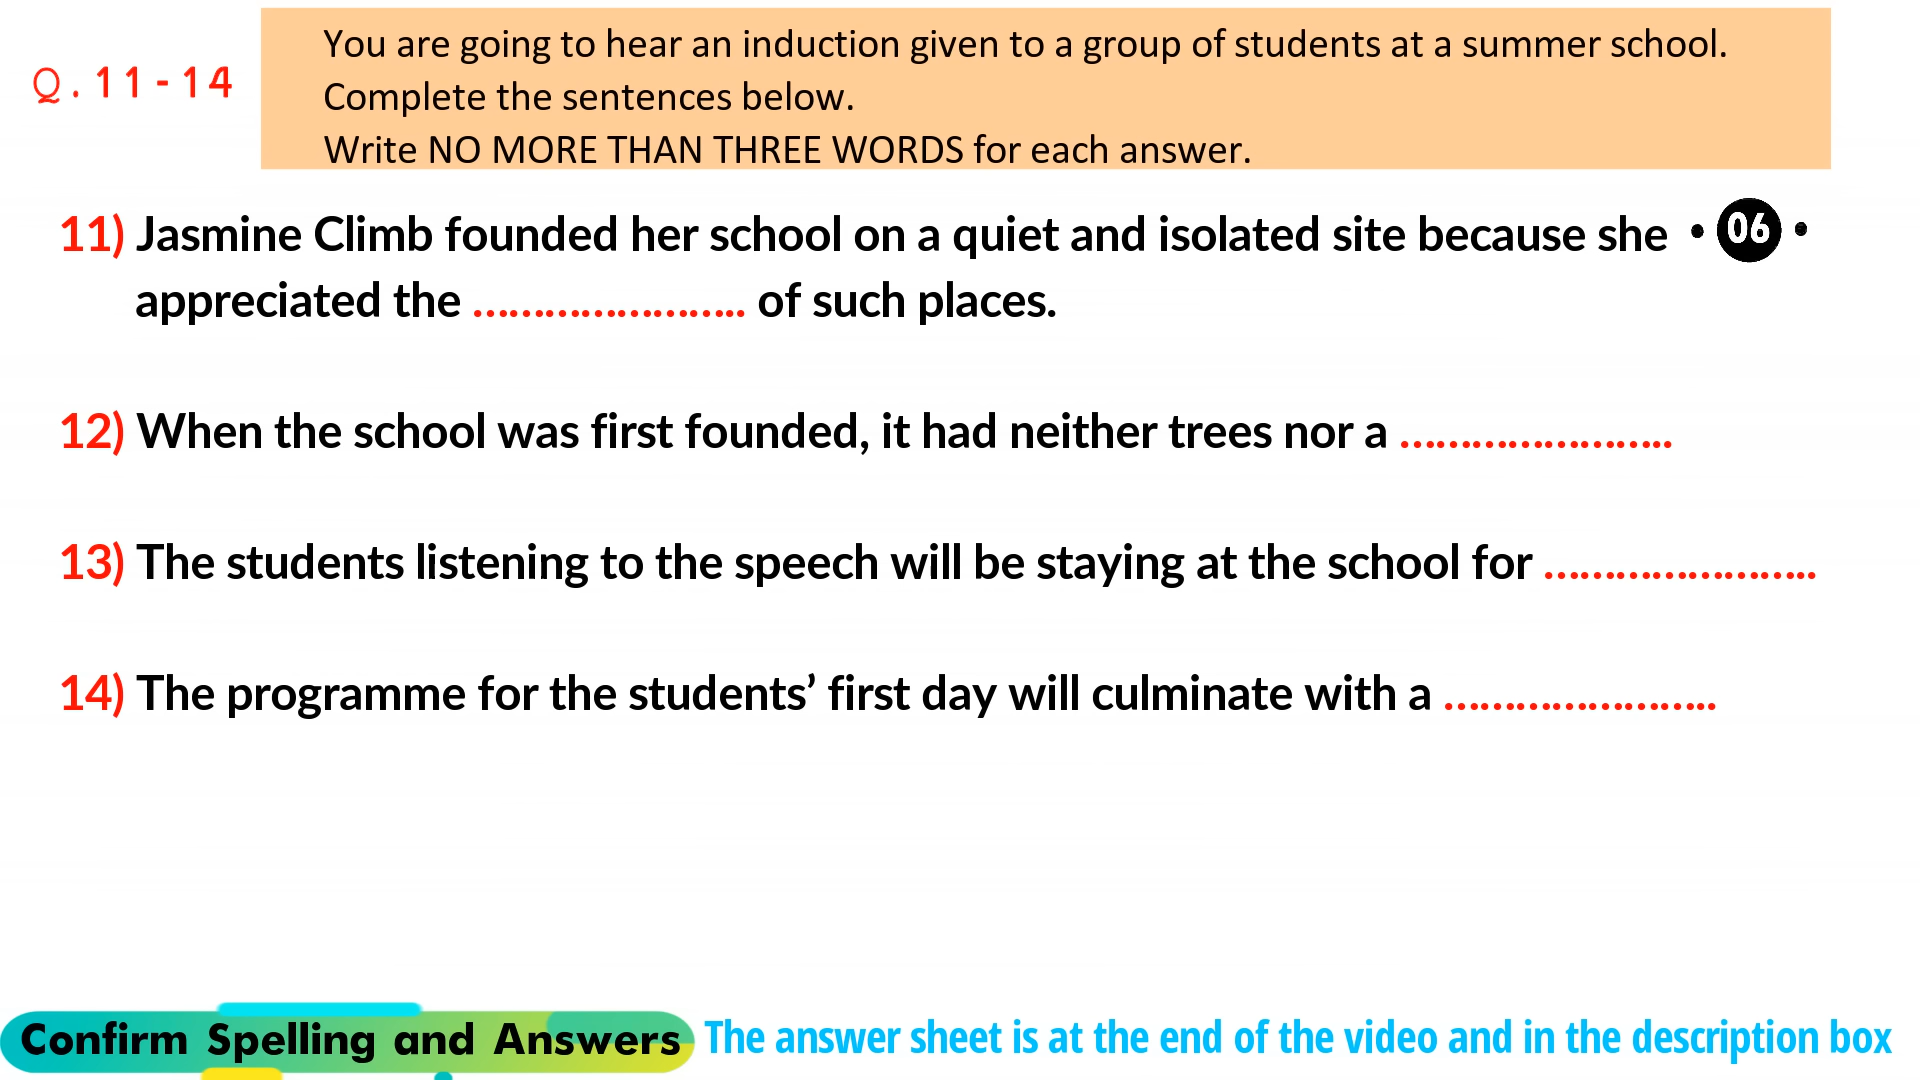 Q.11-14
You are going to hear an induction given to a group of students at a summer school.
Complete the sentences below.
Write NO MORE THAN THREE WORDS for each answer.
11) Jasmine Climb founded her school on a quiet and isolated site because she
06
appreciated the ........................ of such places.
12) When the school was first founded, it had neither trees nor a ........................
13) The students listening to the speech will be staying at the school for ........................
14) The programme for the students’ first day will culminate with a ........................
Confirm Spelling and Answers
The answer sheet is at the end of the video and in the description box